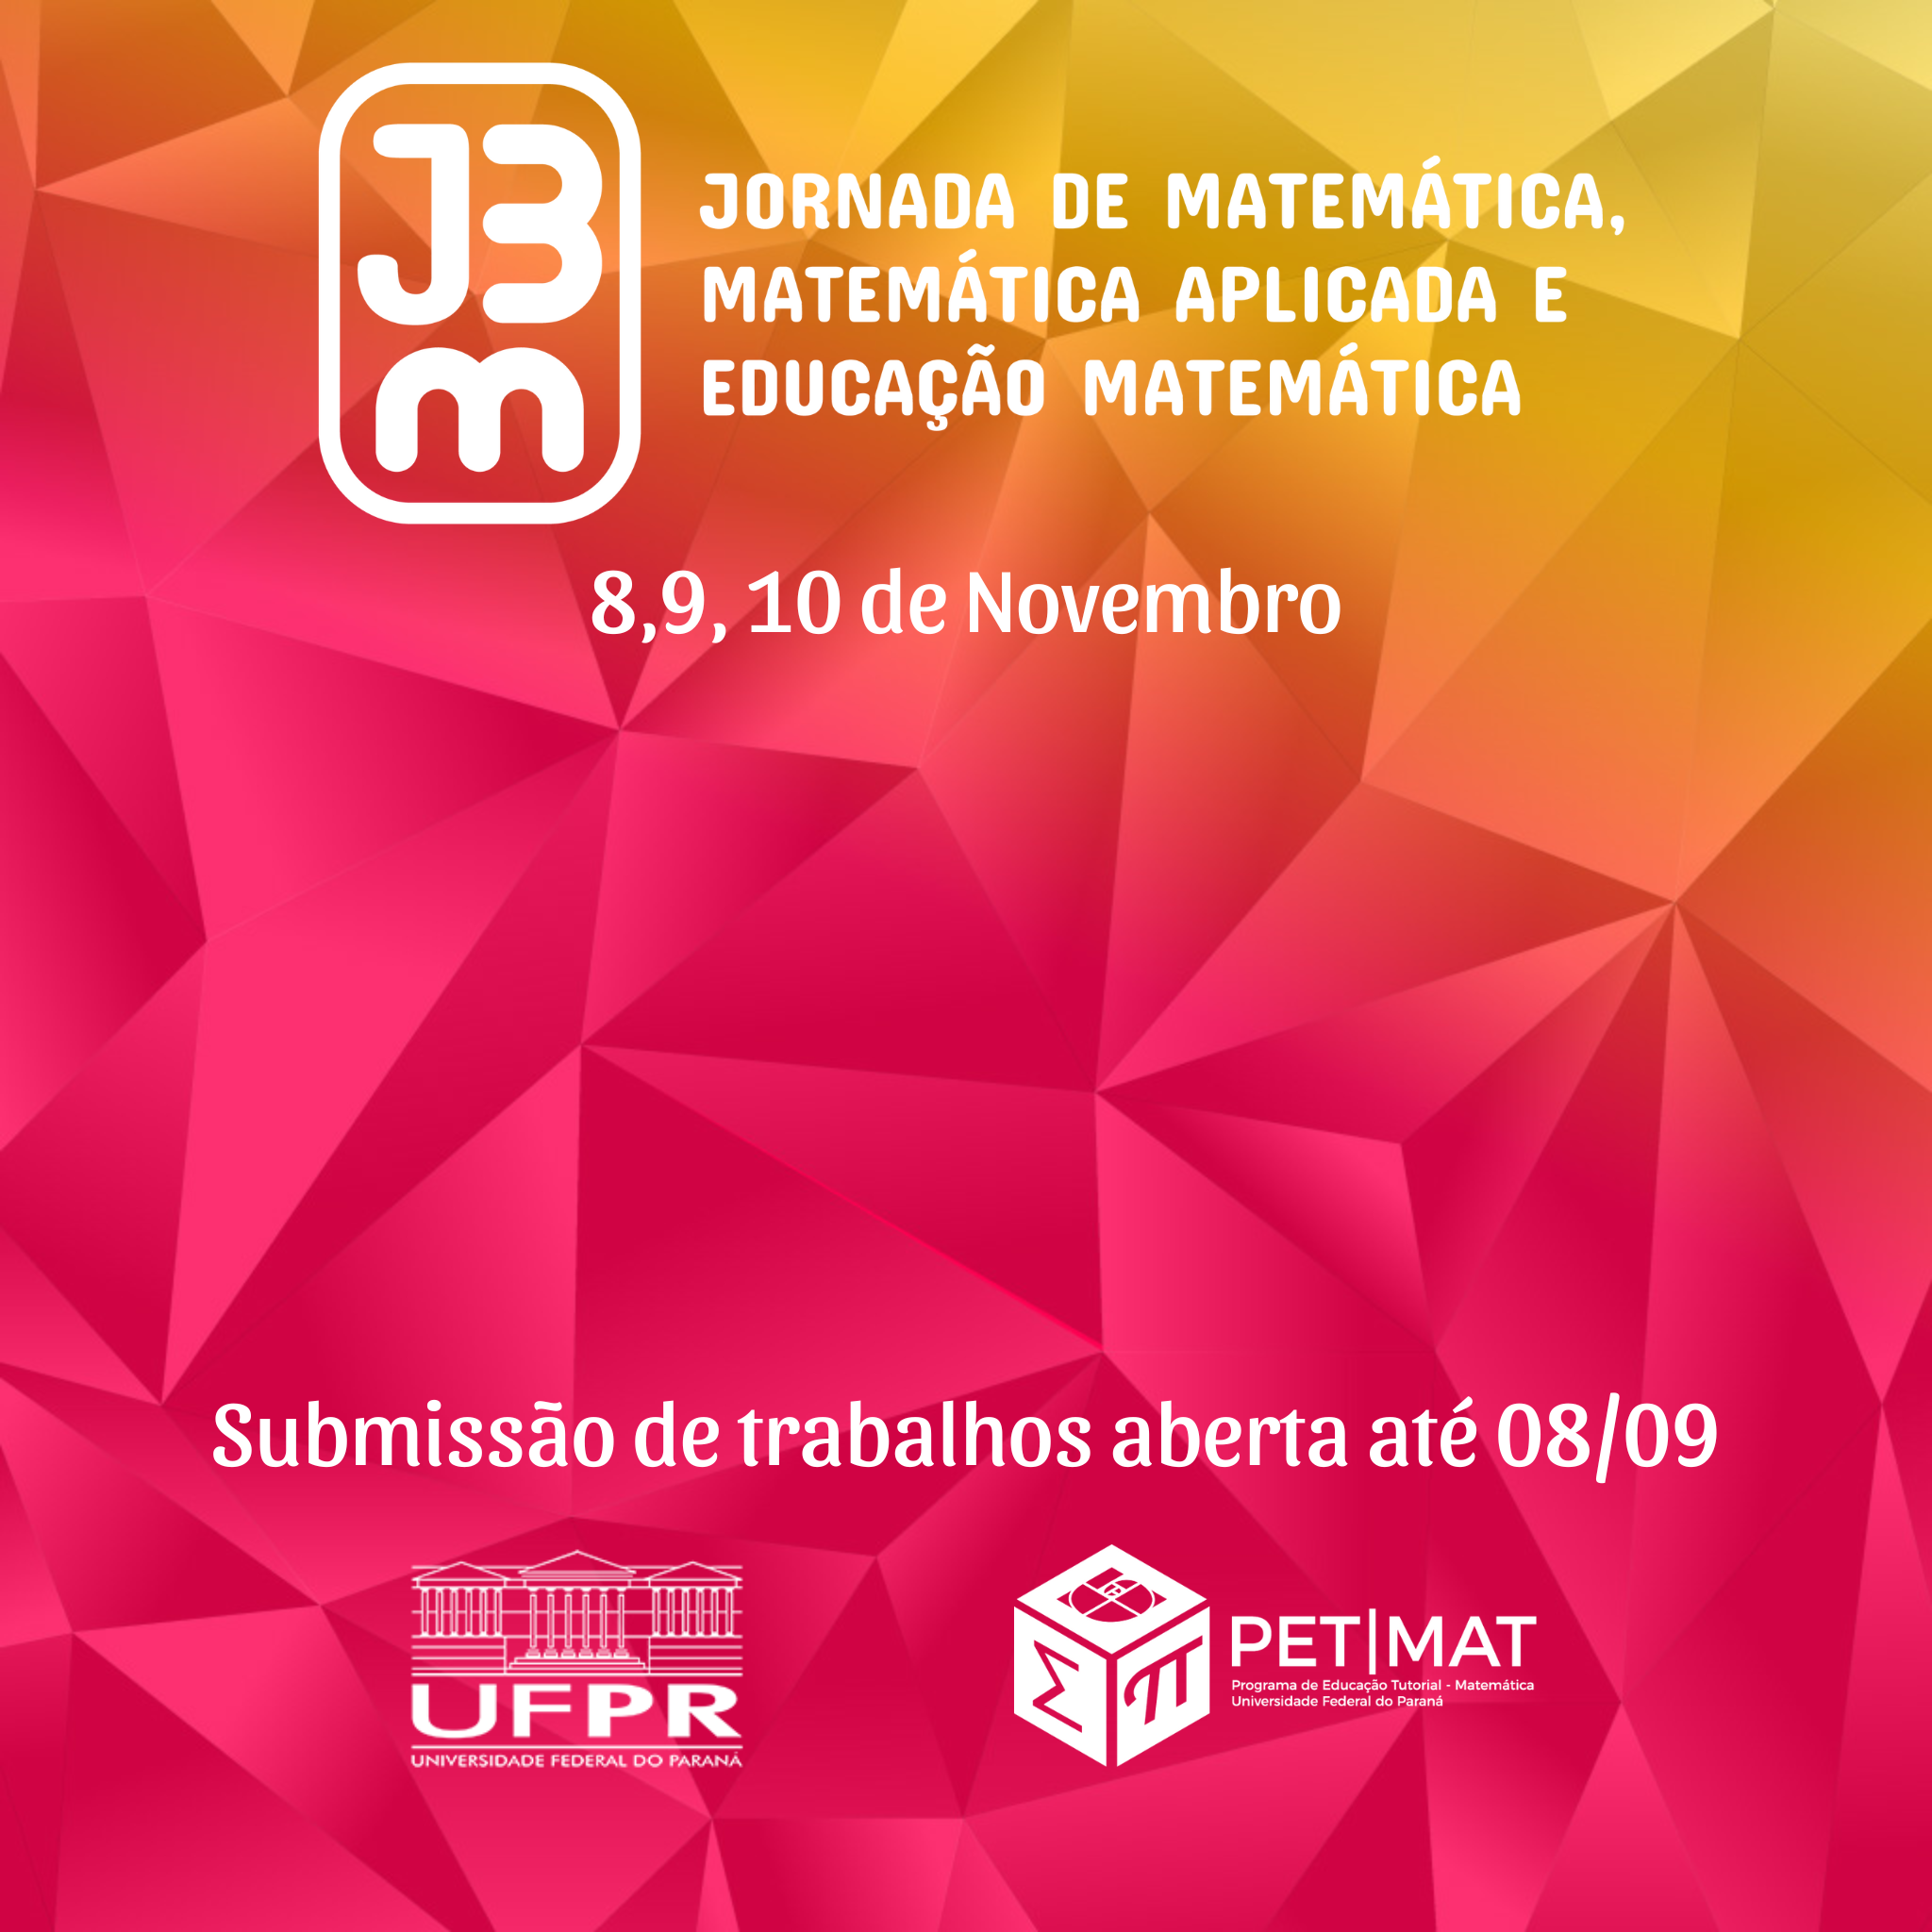 J3
m
JORNADA DE MATEMÁTICA,
MATEMÁTICA APLICADA E
EDUCAÇÃO MATEMÁTICA
8,9, 10 de Novembro
Submissão de trabalhos aberta até 08/09
UFPR
UNIVERSIDADE FEDERAL DO PARANÁ
Σ π
PET|MAT
Programa de Educação Tutorial - Matemática
Universidade Federal do Paraná